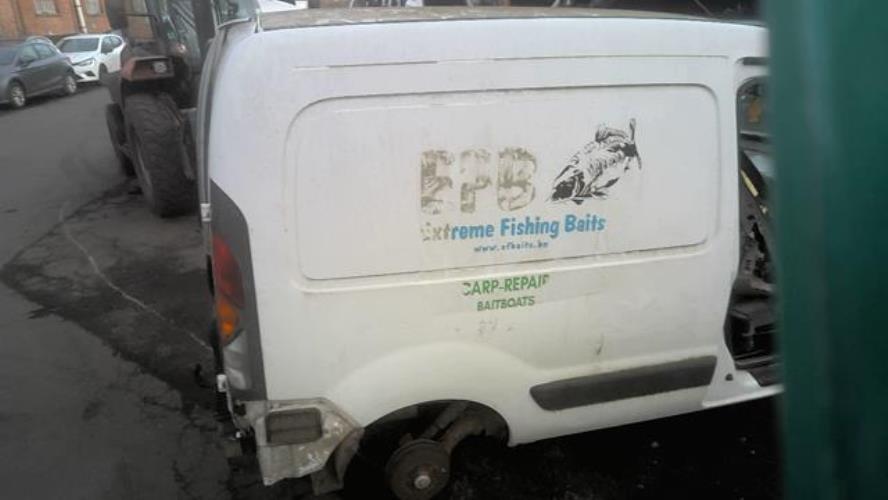 EFB
Extreme Fishing Baits
www.efbaits.be
CARP-REPAIR
BAITBOATS